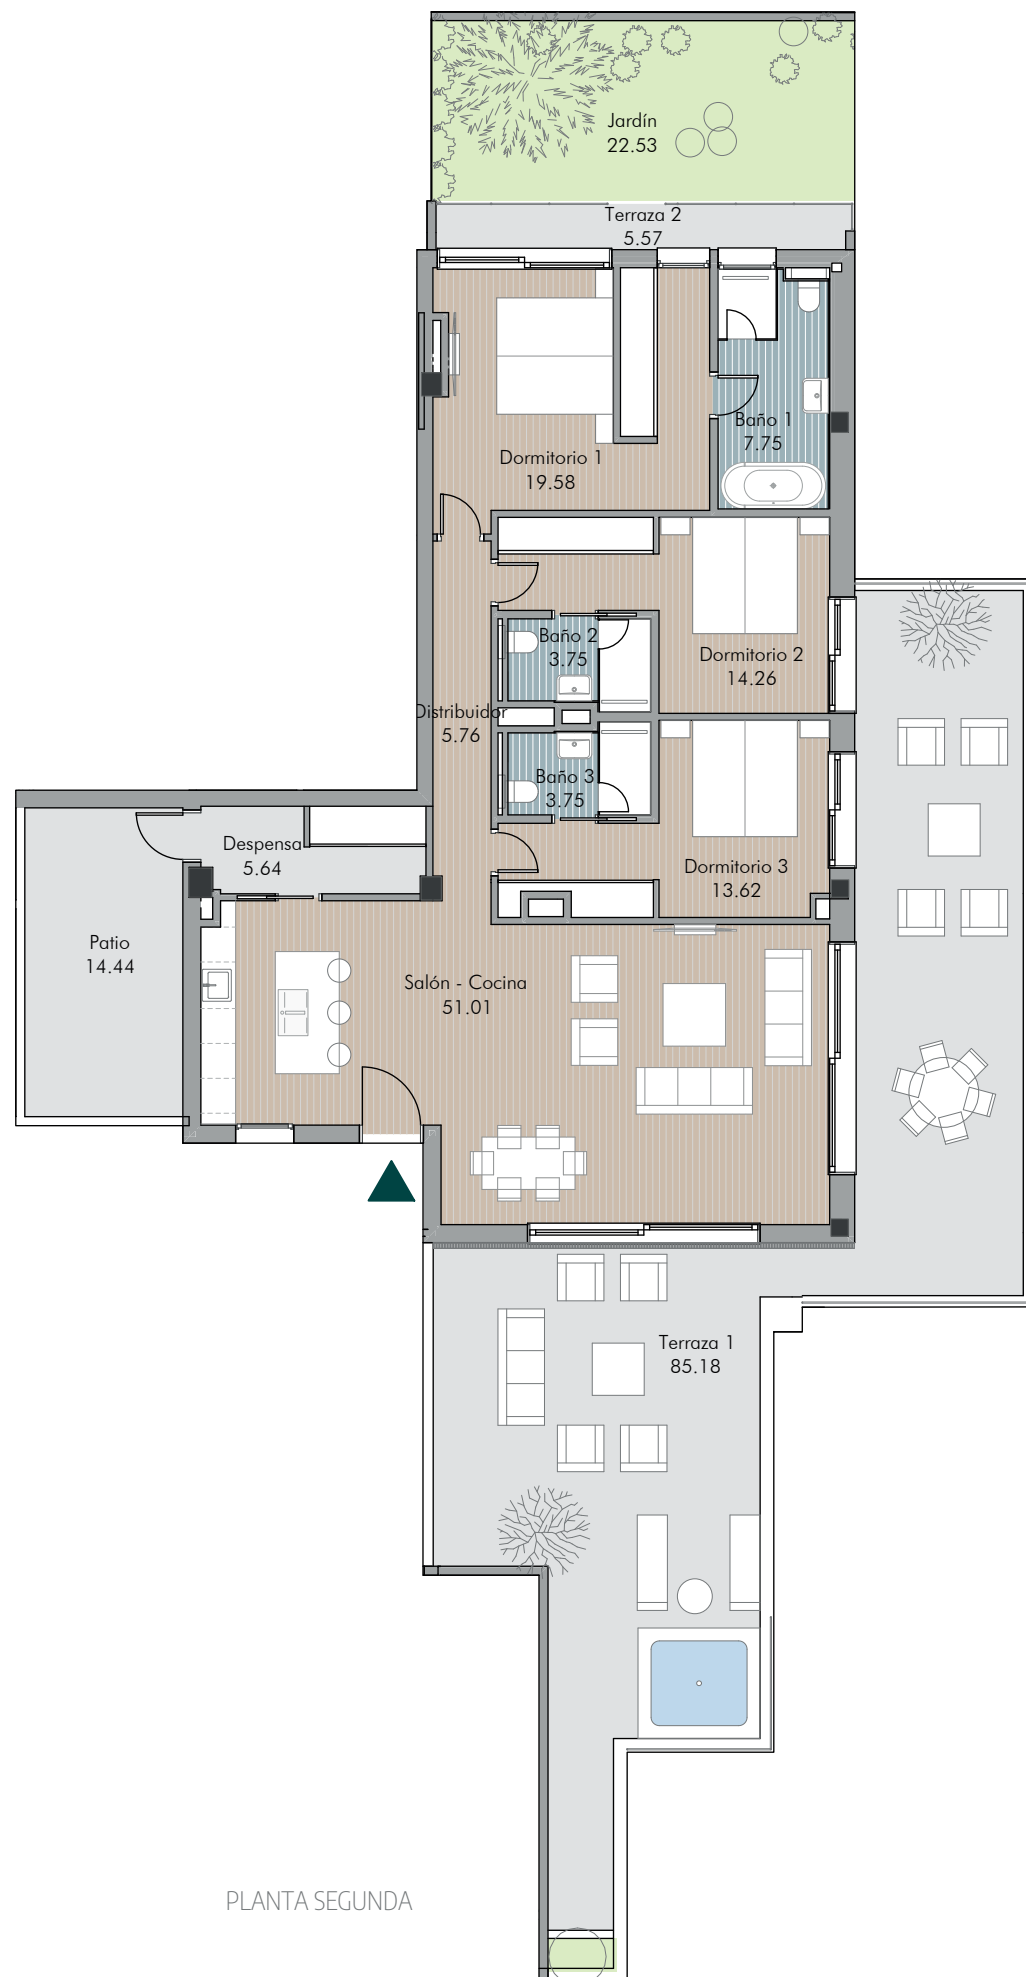 Jardín
22.53
Terraza 2
5.57
Baño 1
7.75
Dormitorio 1
19.58
Baño 2
3.75
Dormitorio 2
14.26
Distribuidor
5.76
Baño 3
3.75
Despensa
5.64
Dormitorio 3
13.62
Patio
14.44
Salón - Cocina
51.01
Terraza 1
85.18
PLANTA SEGUNDA